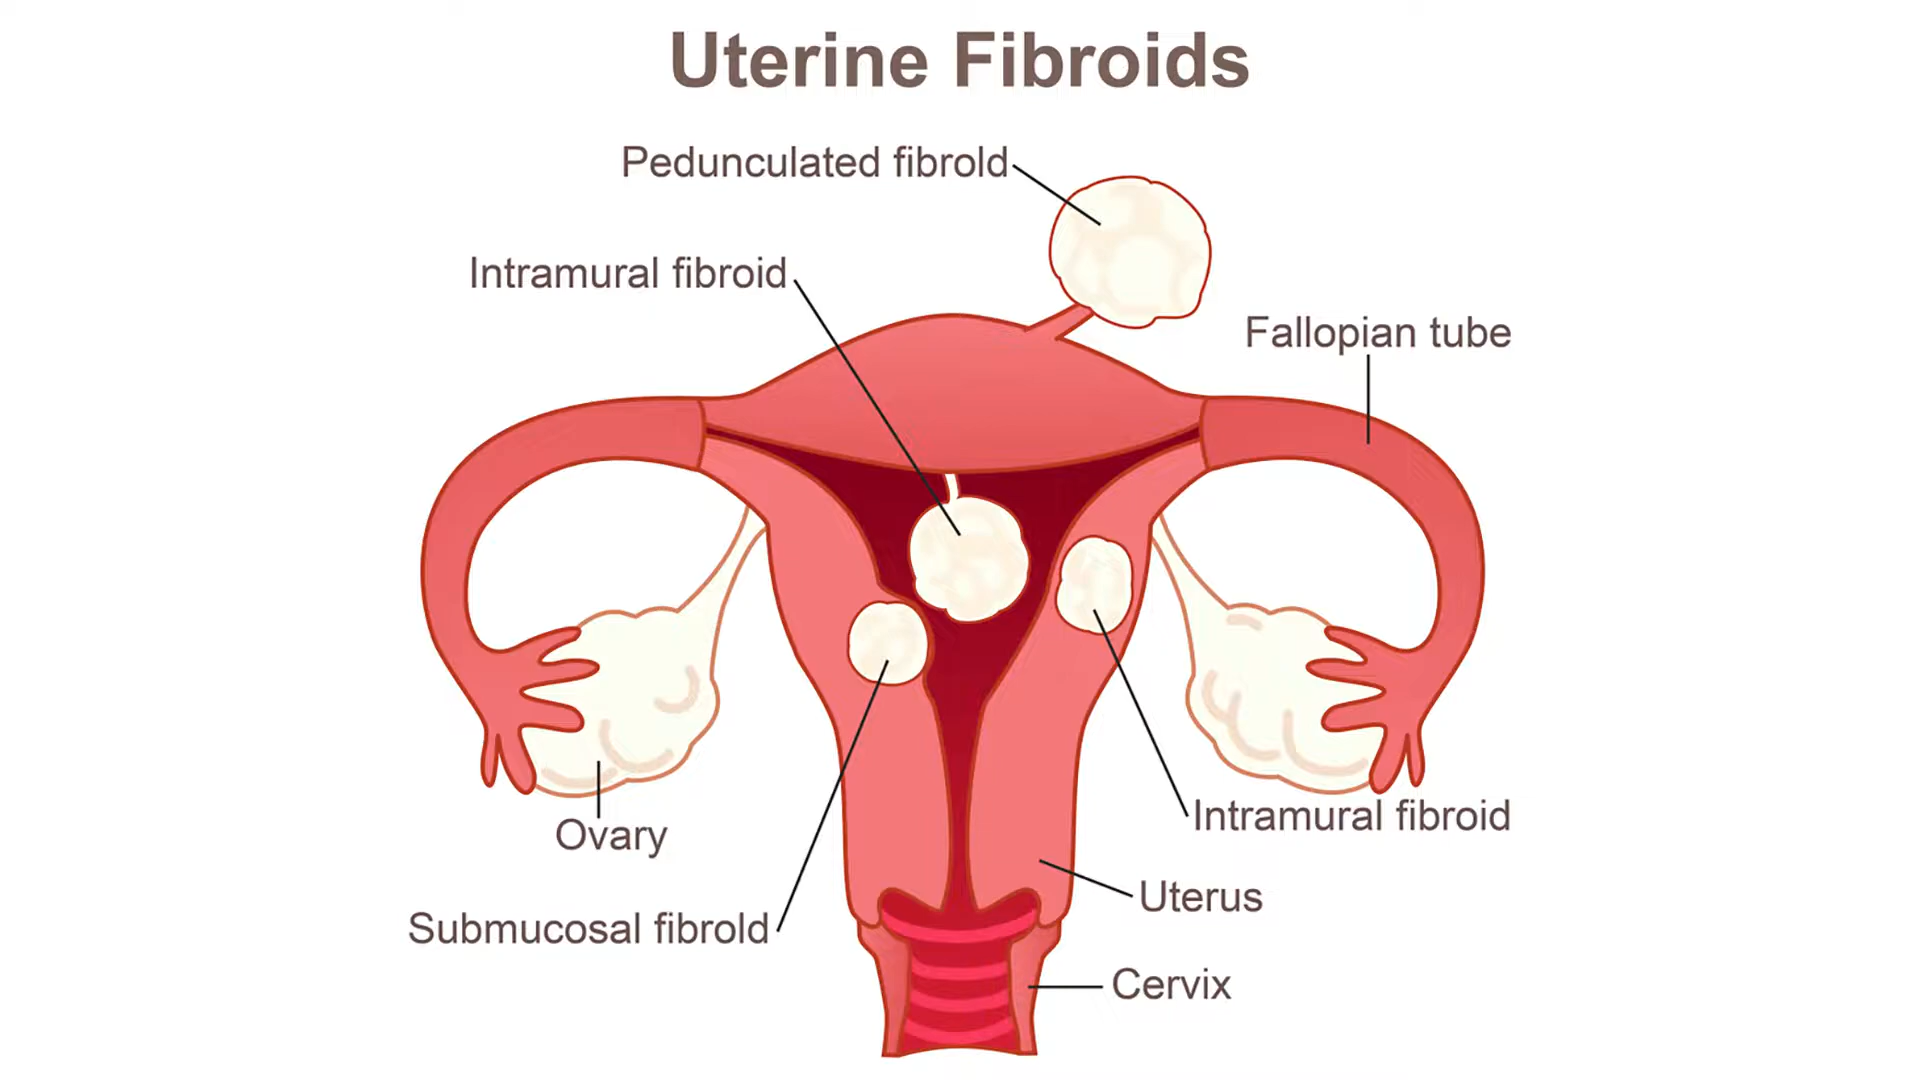 Uterine Fibroids
Pedunculated fibrold
Intramural fibroid
Fallopian tube
Intramural fibroid
Ovary
Uterus
Submucosal fibrold
Cervix